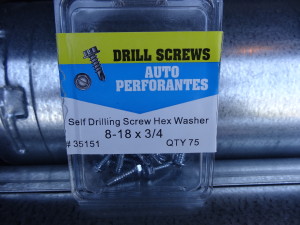 DRILL SCREWS
AUTO
PERFORANTES
Self Drilling Screw Hex Washer
8-18 x 3/4
# 35151 QTY 75